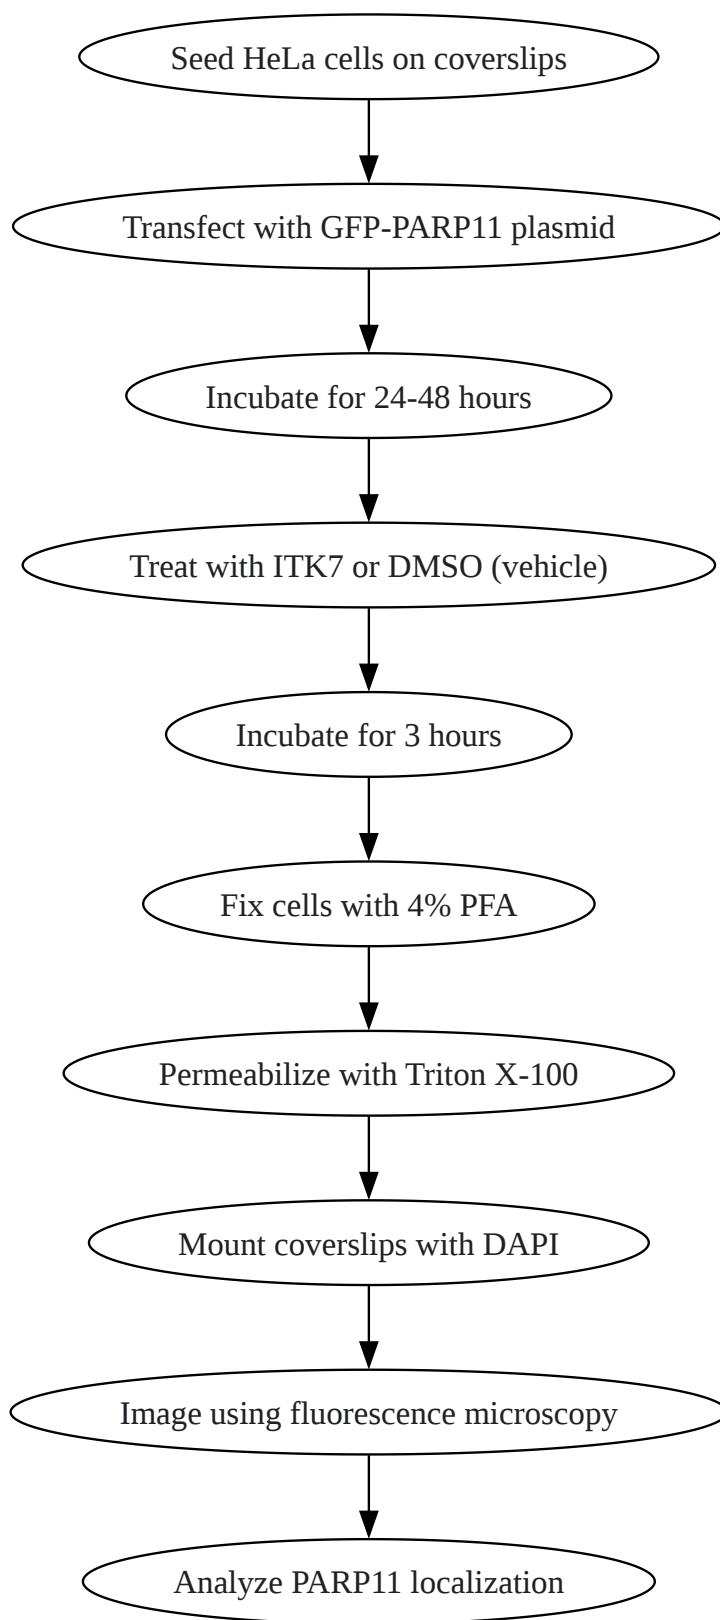 Seed HeLa cells on coverslips
Transfect with GFP-PARP11 plasmid
Incubate for 24-48 hours
Treat with ITK7 or DMSO (vehicle)
Incubate for 3 hours
Fix cells with 4% PFA
Permeabilize with Triton X-100
Mount coverslips with DAPI
Image using fluorescence microscopy
Analyze PARP11 localization